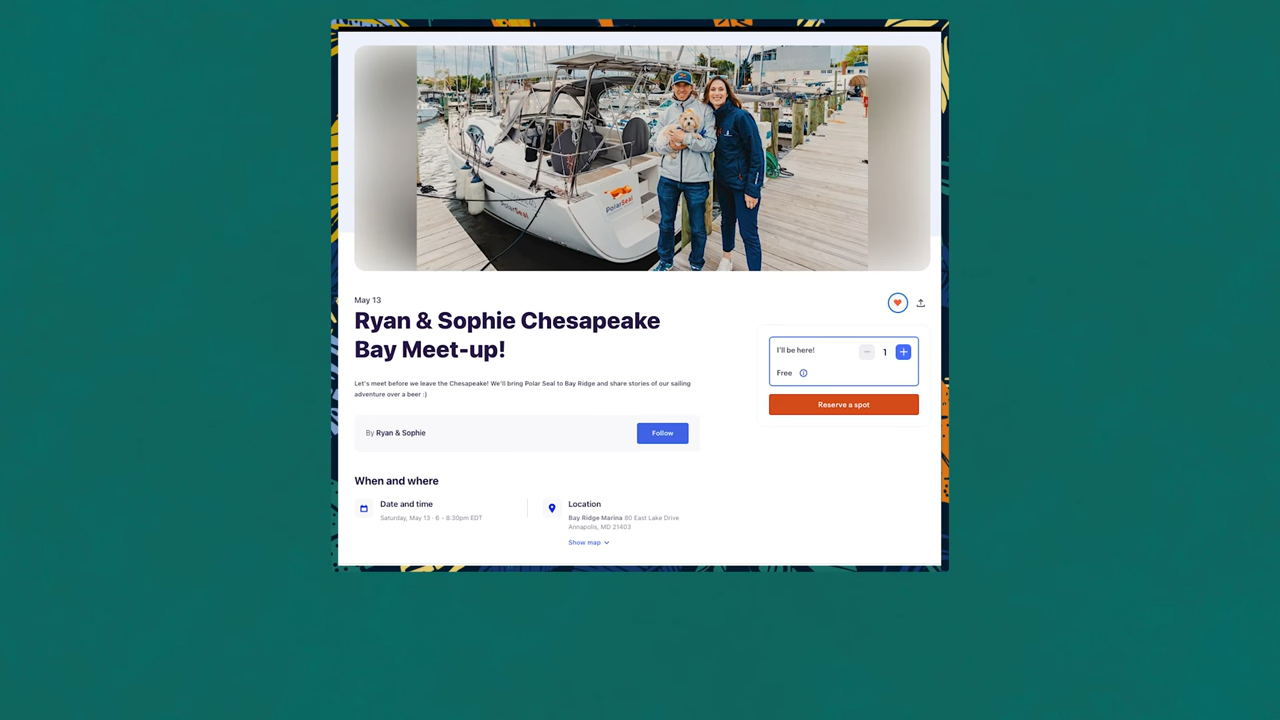 PolarSeal
PolarSeal
May 13
Ryan & Sophie Chesapeake
Bay Meet-up!
Let's meet before we leave the Chesapeake! We'll bring Polar Seal to Bay Ridge and share stories of our sailing
adventure over a beer :)
By Ryan & Sophie
Follow
I'll be here!
1
Free
Reserve a spot
When and where
Date and time
Saturday, May 13 · 6 - 8:30pm EDT
Location
Bay Ridge Marina 80 East Lake Drive
Annapolis, MD 21403
Show map